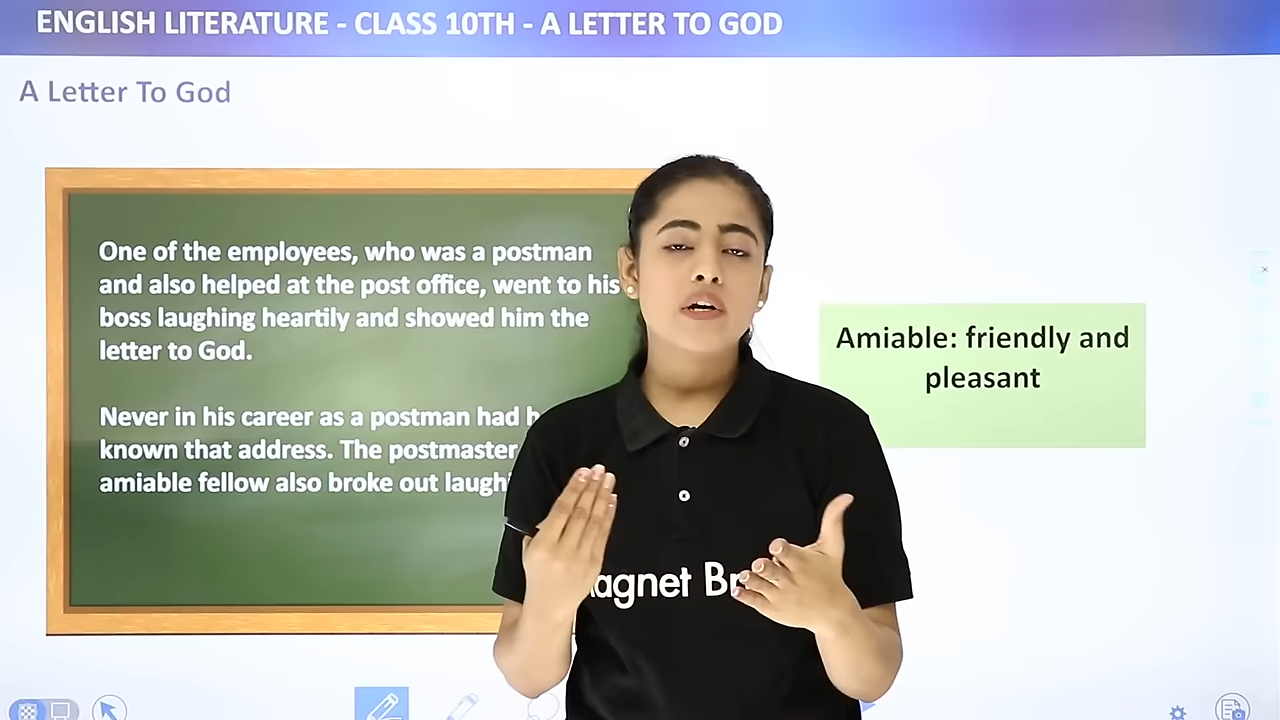 ENGLISH LITERATURE - CLASS 10TH - A LETTER TO GOD
A Letter To God
One of the employees, who was a postman
and also helped at the post office, went to his
boss laughing heartily and showed him the
letter to God.
Never in his career as a postman had
known that address. The postmaster
amiable fellow also broke out
Amiable: friendly and
pleasant